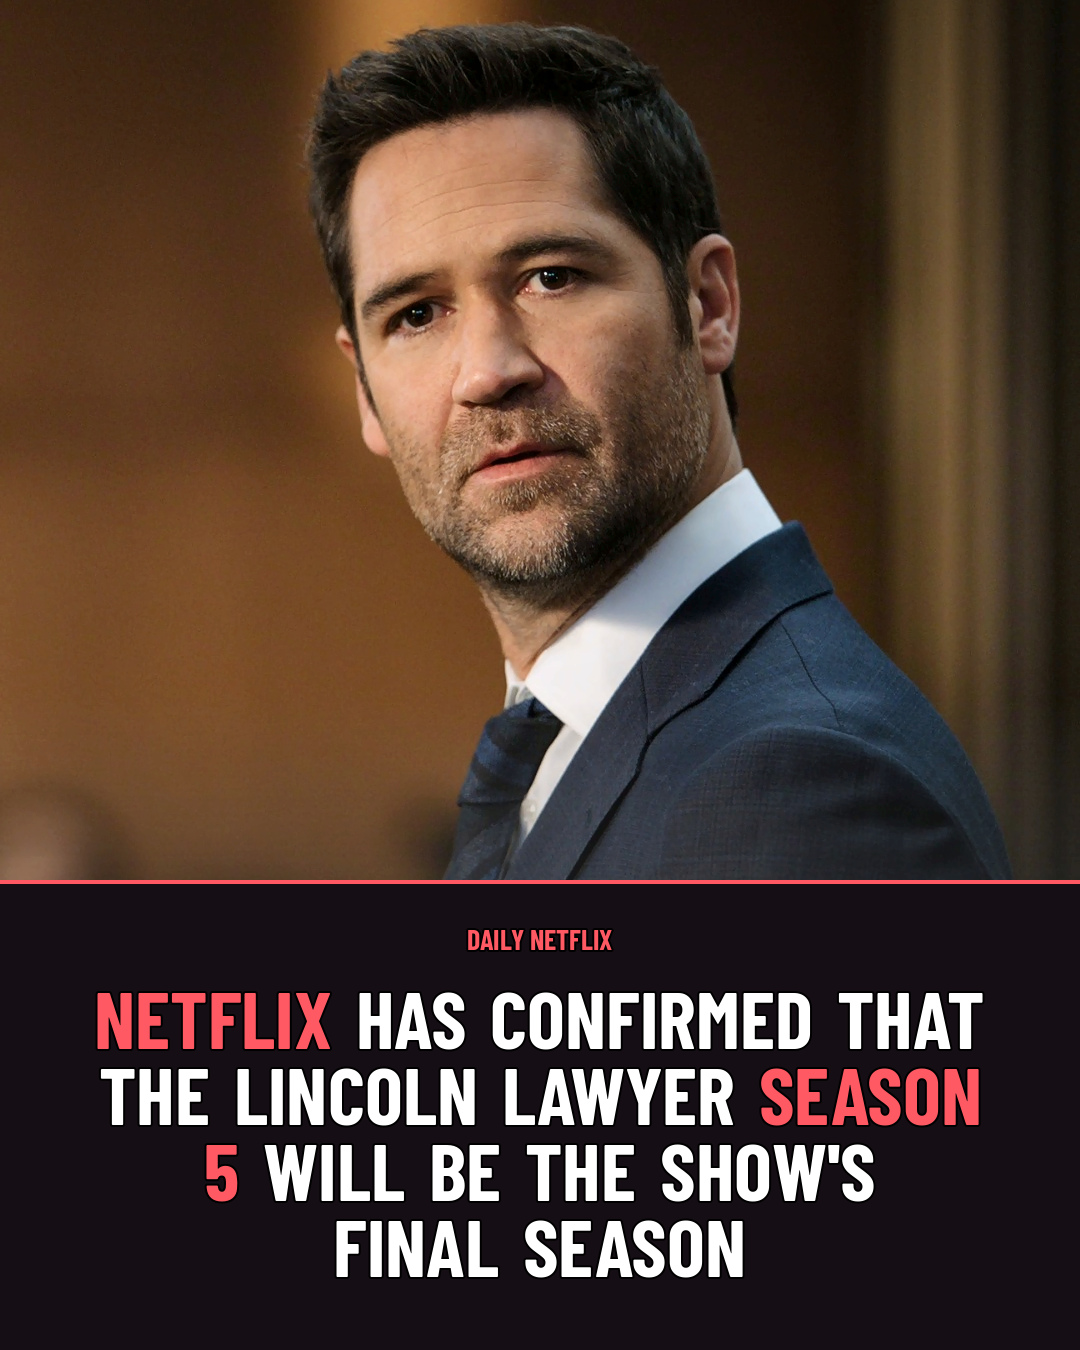 DAILY NETFLIX
NETFLIX HAS CONFIRMED THAT
THE LINCOLN LAWYER SEASON
5 WILL BE THE SHOW'S
FINAL SEASON